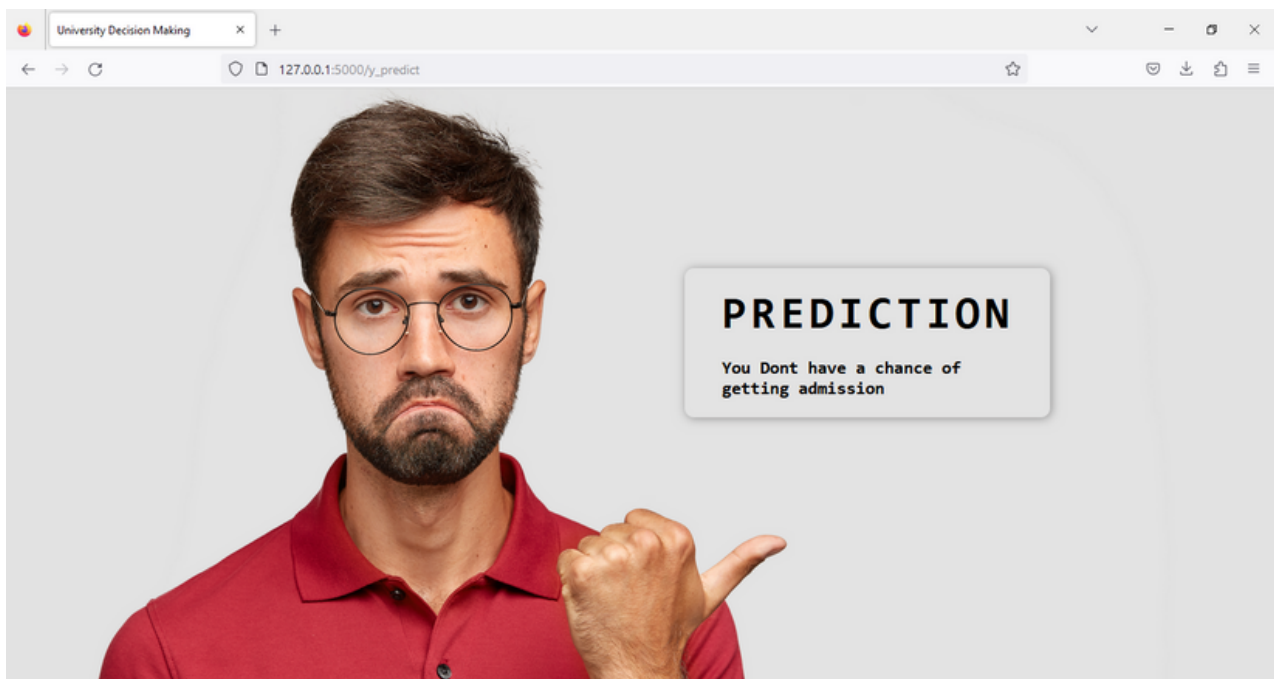 University Decision Making
127.0.0.1:5000/y_predict
PREDICTION
You Dont have a chance of
getting admission